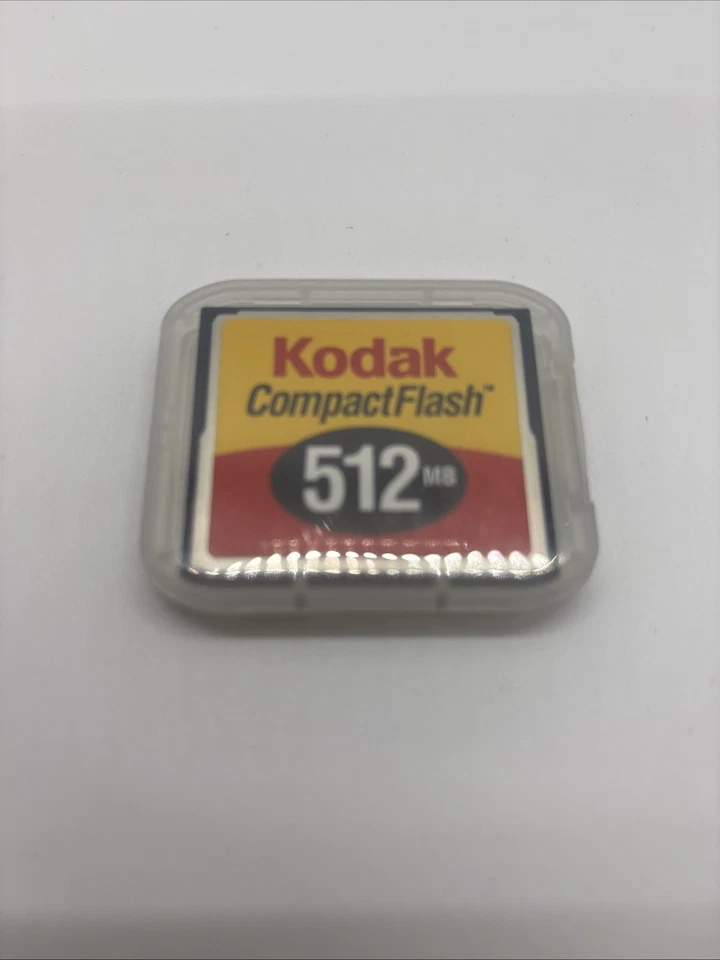 Kodak
CompactFlash™
512 MB